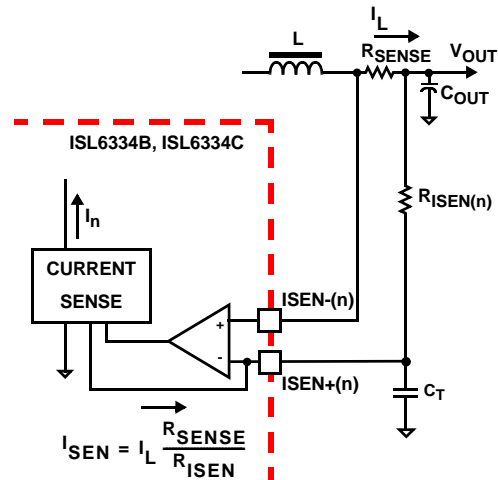 I_L
L
R_SENSE
V_OUT
C_OUT
ISL6334B, ISL6334C
R_ISEN(n)
I_n
CURRENT
SENSE
+
-
ISEN-(n)
ISEN+(n)
C_T
I_SEN = I_L R_SENSE / R_ISEN